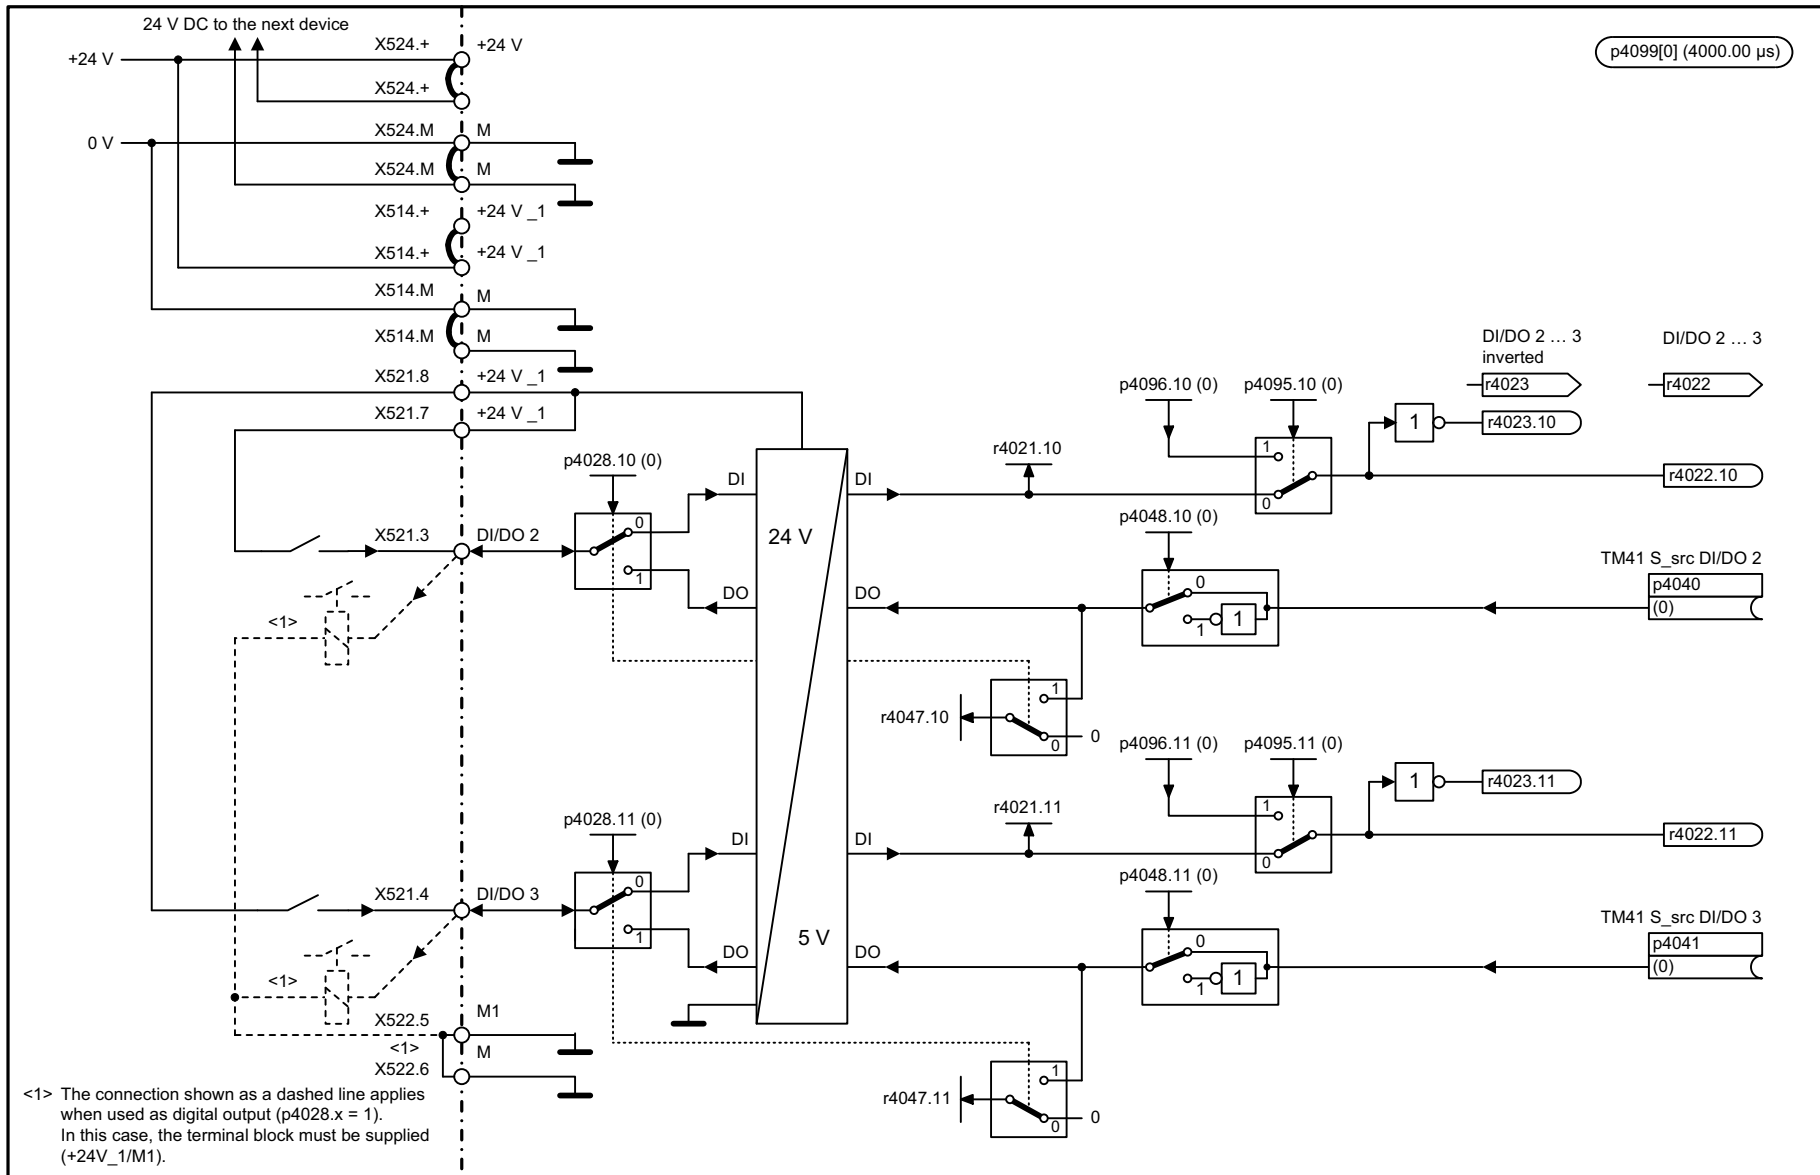 24 V DC to the next device
X524.+ +24 V
+24 V
p4099[0] (4000.00 µs)
X524.+
X524.M M
0 V
X524.M M
X514.+ +24 V _1
X514.+ +24 V _1
X514.M M
X514.M M
DI/DO 2 … 3
inverted
DI/DO 2 … 3
X521.8 +24 V _1
p4096.10 (0) p4095.10 (0)
r4023 r4022
X521.7 +24 V _1
1 r4023.10
1
r4021.10
p4028.10 (0)
DI DI
r4022.10
0
0
p4048.10 (0)
24 V
X521.3 DI/DO 2
TM41 S_src DI/DO 2
1
0
p4040
DO DO
(0)
<1>
1
1
1
r4047.10
0
0
p4096.11 (0) p4095.11 (0)
1 r4023.11
1
r4021.11
p4028.11 (0)
DI DI
r4022.11
0
p4048.11 (0)
0
X521.4 DI/DO 3
TM41 S_src DI/DO 3
1
5 V
0
p4041
DO DO
(0)
<1>
1
1
X522.5 M1
<1> M
X522.6
1
r4047.11
0
0
<1> The connection shown as a dashed line applies
when used as digital output (p4028.x = 1).
In this case, the terminal block must be supplied
(+24V_1/M1).